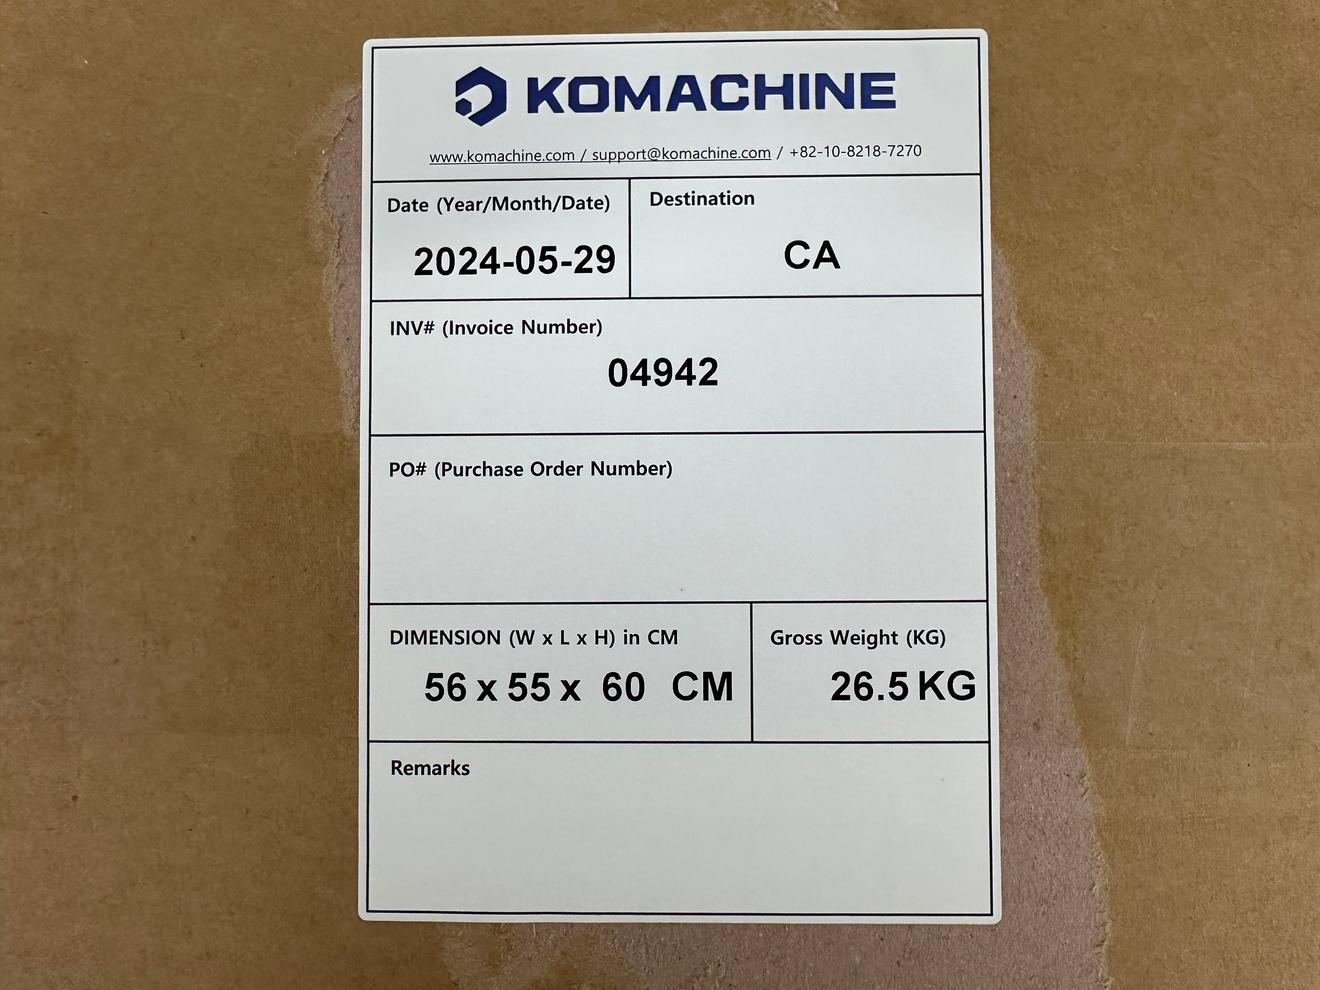 KOMACHINE
www.komachine.com / support@komachine.com / +82-10-8218-7270
Date (Year/Month/Date)
2024-05-29
Destination
CA
INV# (Invoice Number)
04942
PO# (Purchase Order Number)
DIMENSION (W x L x H) in CM
56 x 55 x 60 CM
Gross Weight (KG)
26.5 KG
Remarks